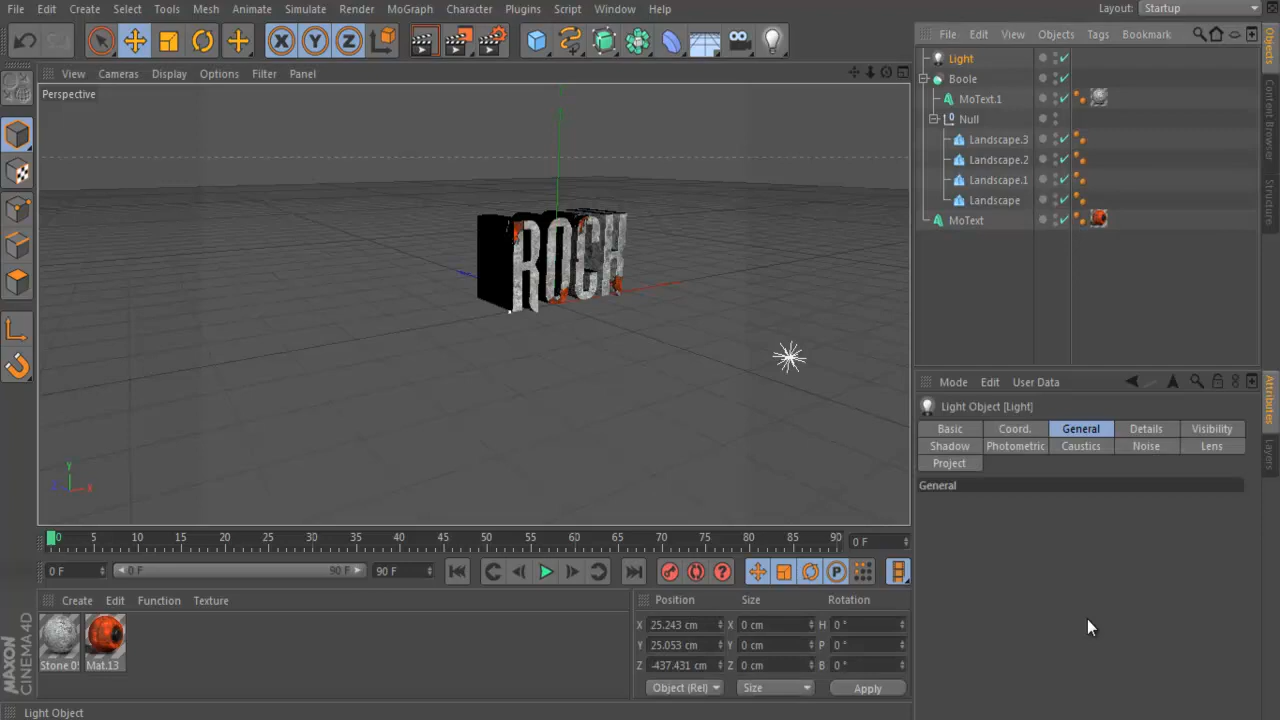 File Edit Create Select Tools Mesh Animate Simulate Render MoGraph Character Plugins Script Window Help Layout: Startup
File Edit View Objects Tags Bookmark
View Cameras Display Options Filter Panel
Perspective
Light
Boole
MoText.1
Null
Landscape.3
Landscape.2
Landscape.1
Landscape
MoText
Objects
Content Browser
Structure
ROCK
Y
X
Mode Edit User Data
Light Object [Light]
Basic Coord. General Details Visibility
Shadow Photometric Caustics Noise Lens
Project
General
Attributes
Layers
0 5 10 15 20 25 30 35 40 45 50 55 60 65 70 75 80 85 90 0 F
0 F 0 F 90 F 90 F
Create Edit Function Texture
Position Size Rotation
X 25.243 cm X 0 cm H 0 °
Y 25.053 cm Y 0 cm P 0 °
Z -437.431 cm Z 0 cm B 0 °
Object (Rel) Size Apply
Mat.13
MAXON
CINEMA 4D
Light Object